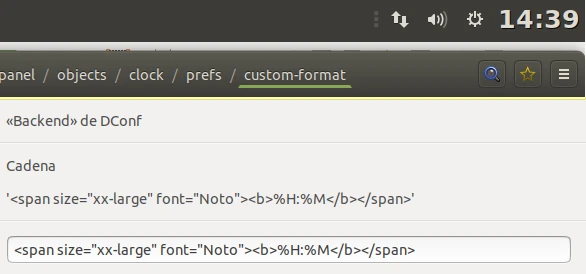 14:39
panel / objects / clock / prefs / custom-format
«Backend» de DConf
Cadena
'<span size="xx-large" font="Noto"><b>%H:%M</b></span>'
<span size="xx-large" font="Noto"><b>%H:%M</b></span>